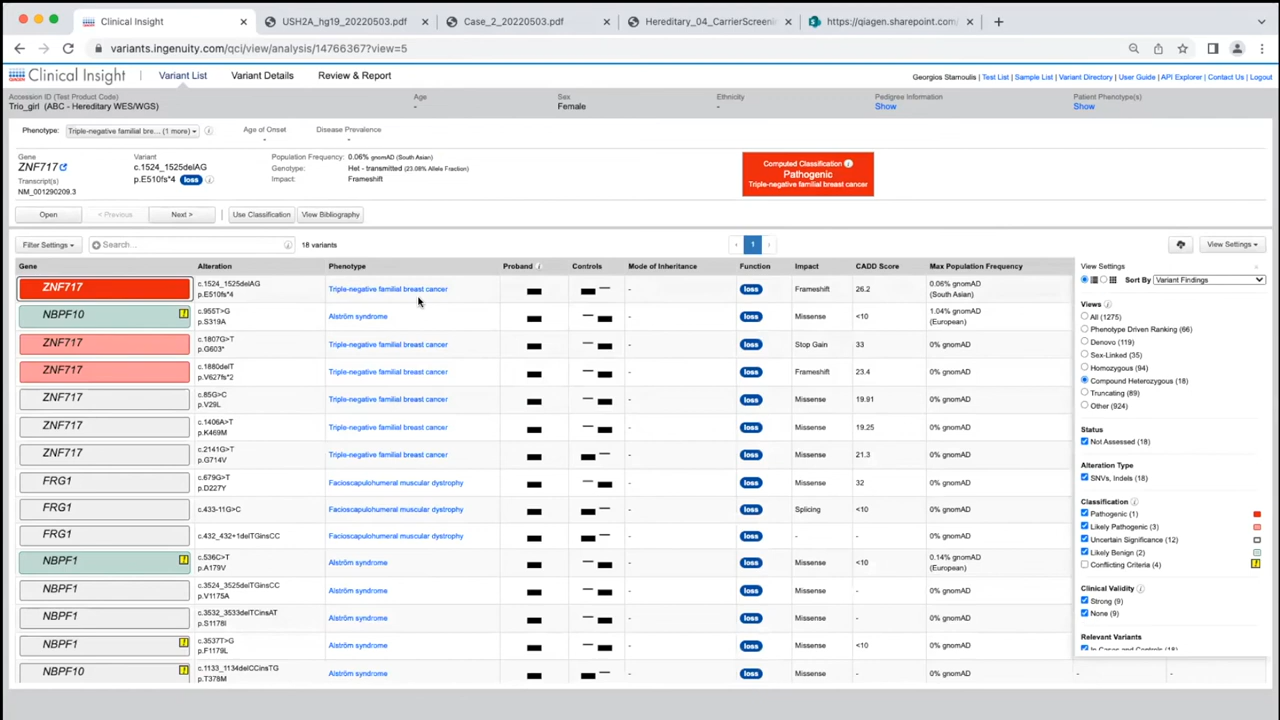 Clinical Insight
USH2A_hg19_20220503.pdf
Case_2_20220503.pdf
Hereditary_04_CarrierScreeni
https://qiagen.sharepoint.com/
variants.ingenuity.com/qci/view/analysis/14766367?view=5
Clinical Insight Variant List Variant Details Review & Report
Georgios Stamoulis | Test List | Sample List | Variant Directory | User Guide | API Explorer | Contact Us | Logout
Accession ID (Test Product Code) Age Sex Ethnicity Pedigree Information Patient Phenotype(s)
Trio_girl (ABC - Hereditary WES/WGS) - Female - Show Show
Phenotype: Triple-negative familial bre... (1 more) Age of Onset Disease Prevalence
- -
Gene Variant Population Frequency: 0.06% gnomAD (South Asian)
ZNF717 c.1524_1525delAG Genotype: Het - transmitted (23.08% Allele Fraction)
Transcript(s) p.E510fs*4 loss Impact: Frameshift
NM_001290209.3
Computed Classification
Pathogenic
Triple-negative familial breast cancer
Open < Previous Next > Use Classification View Bibliography
Filter Settings Search ... 18 variants ‹ 1 › View Settings
Gene Alteration Phenotype Proband Controls Mode of Inheritance Function Impact CADD Score Max Population Frequency
ZNF717 c.1524_1525delAG p.E510fs*4 Triple-negative familial breast cancer - loss Frameshift 26.2 0.06% gnomAD (South Asian)
NBPF10 ! c.955T>G p.S319A Alström syndrome - loss Missense <10 1.04% gnomAD (European)
ZNF717 c.1807G>T p.G603* Triple-negative familial breast cancer - loss Stop Gain 33 0% gnomAD
ZNF717 c.1880delT p.V627fs*2 Triple-negative familial breast cancer - loss Frameshift 23.4 0% gnomAD
ZNF717 c.85G>C p.V29L Triple-negative familial breast cancer - loss Missense 19.91 0% gnomAD
ZNF717 c.1406A>T p.K469M Triple-negative familial breast cancer - loss Missense 19.25 0% gnomAD
ZNF717 c.2141G>T p.G714V Triple-negative familial breast cancer - loss Missense 21.3 0% gnomAD
FRG1 c.679G>T p.D227Y Facioscapulohumeral muscular dystrophy - loss Missense 32 0% gnomAD
FRG1 c.433-11G>C Facioscapulohumeral muscular dystrophy - loss Splicing <10 0% gnomAD
FRG1 c.432_432+1delTGinsCC Facioscapulohumeral muscular dystrophy - loss - - 0% gnomAD
NBPF1 ! c.536C>T p.A179V Alström syndrome - loss Missense <10 0.14% gnomAD (European)
NBPF1 c.3524_3525delTGinsCC p.V1175A Alström syndrome - loss Missense - 0% gnomAD
NBPF1 c.3532_3533delTCinsAT p.S1178I Alström syndrome - loss Missense - 0% gnomAD
NBPF1 ! c.3537T>G p.F1179L Alström syndrome - loss Missense <10 0% gnomAD
NBPF10 ! c.1133_1134delCCinsTG p.T378M Alström syndrome - loss Missense - 0% gnomAD - -
View Settings
Sort By Variant Findings
Views
All (1275)
Phenotype Driven Ranking (66)
Denovo (119)
Sex-Linked (35)
Homozygous (94)
Compound Heterozygous (18)
Truncating (89)
Other (924)
Status
Not Assessed (18)
Alteration Type
SNVs, Indels (18)
Classification
Pathogenic (1)
Likely Pathogenic (3)
Uncertain Significance (12)
Likely Benign (2)
Conflicting Criteria (4) !
Clinical Validity
Strong (9)
None (9)
Relevant Variants
In Cases and Controls (18)